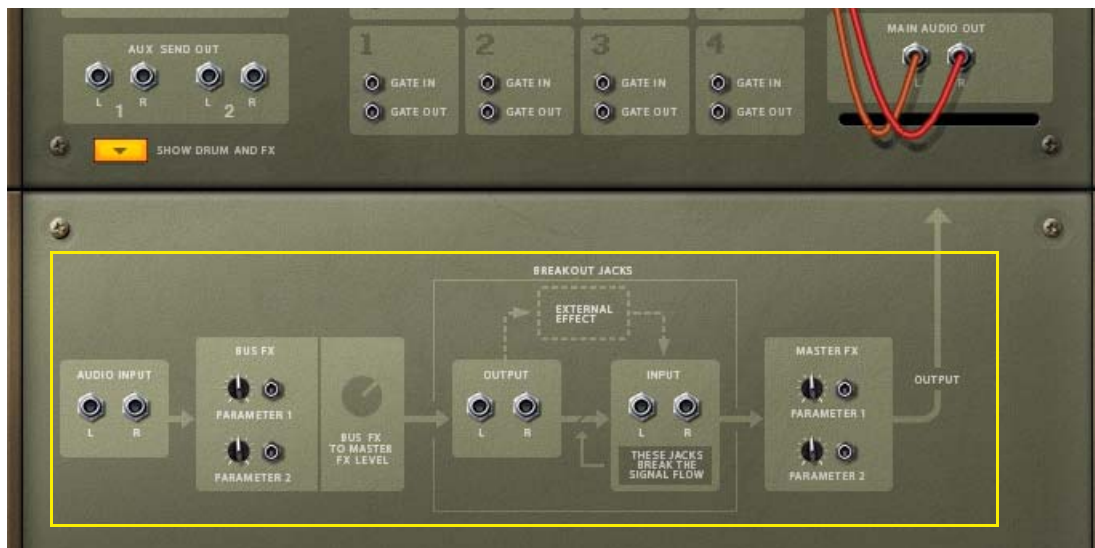 AUX SEND OUT
L R L R
1 2
SHOW DRUM AND FX
1 2 3 4
GATE IN GATE IN GATE IN GATE IN
GATE OUT GATE OUT GATE OUT GATE OUT
MAIN AUDIO OUT
L R
BREAKOUT JACKS
EXTERNAL
EFFECT
AUDIO INPUT
L R
BUS FX
PARAMETER 1
PARAMETER 2
BUS FX
TO MASTER
FX LEVEL
OUTPUT
L R
INPUT
L R
THESE JACKS
BREAK THE
SIGNAL FLOW
MASTER FX
PARAMETER 1
PARAMETER 2
OUTPUT